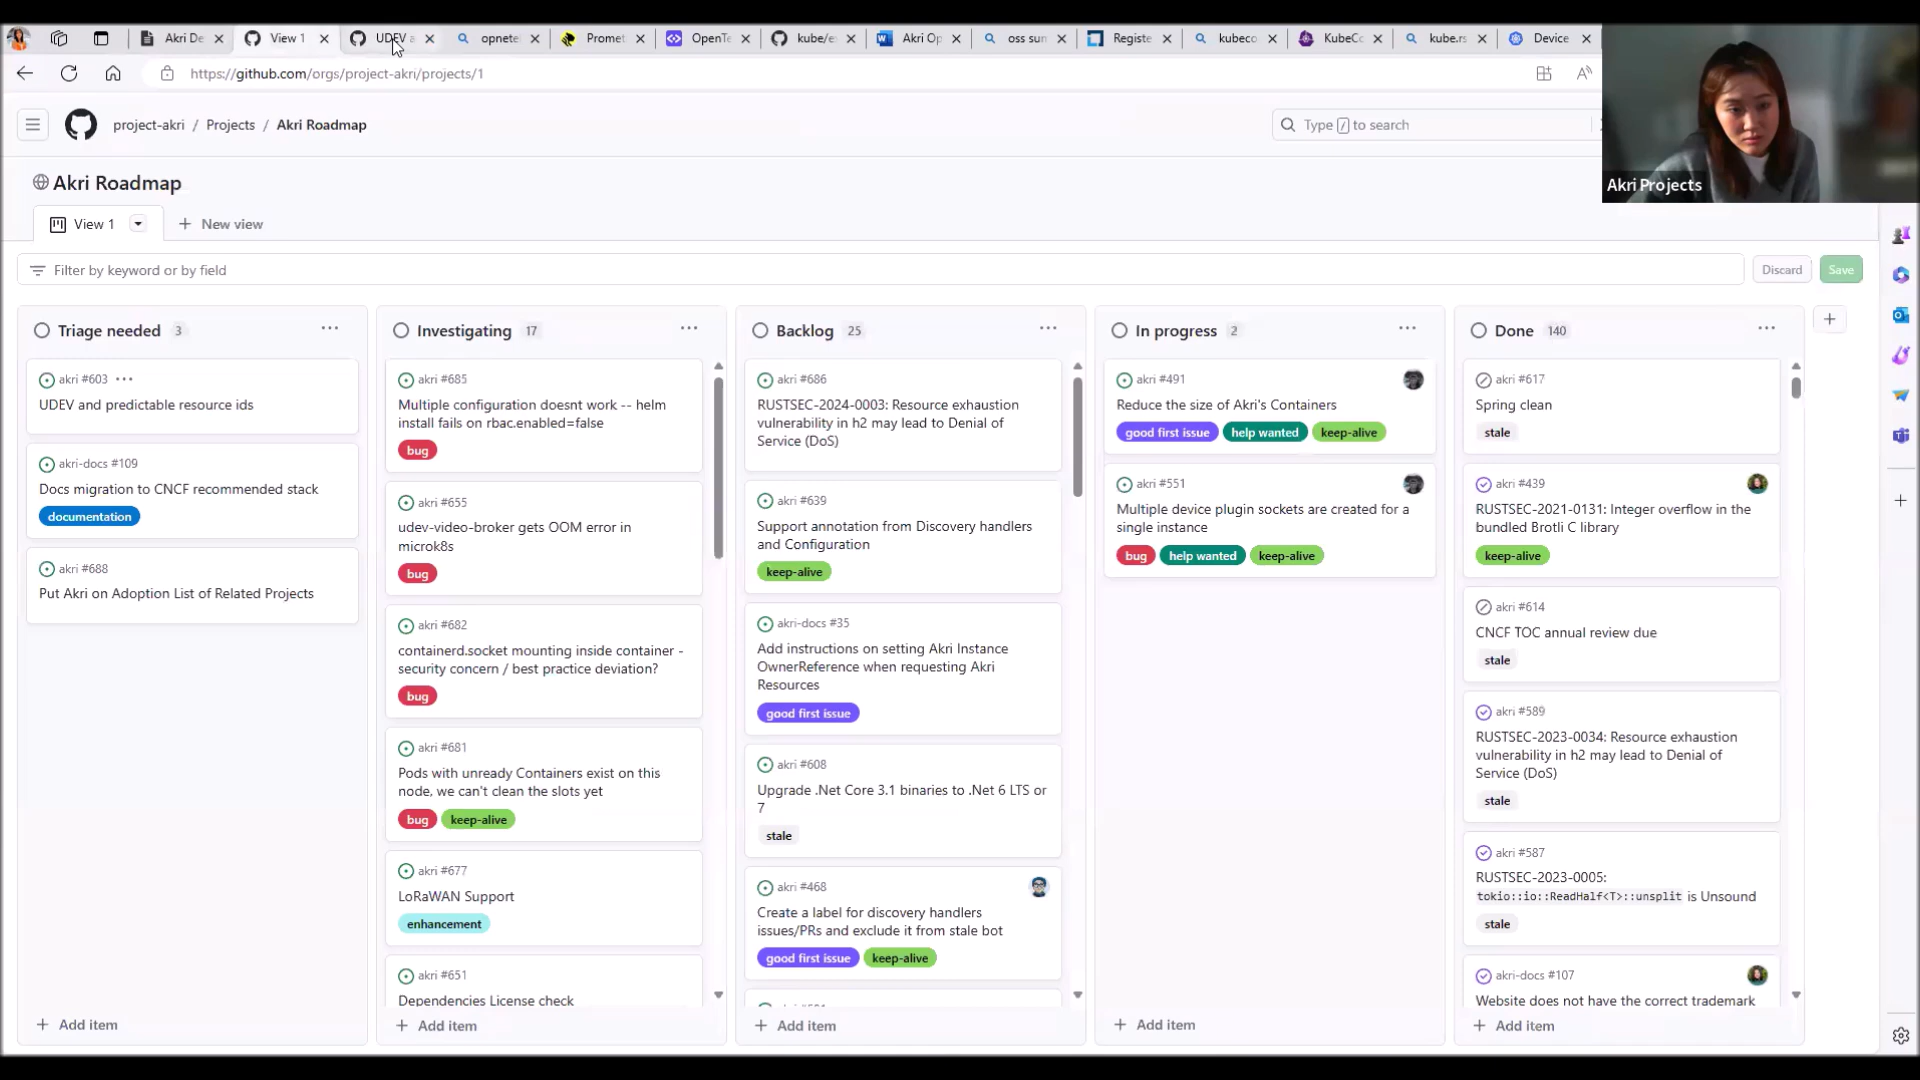 Akri De
View 1
UDEV a
opnete
Promet
OpenTe
kube/e
Akri Op
oss sun
Registe
kubeco
KubeCo
kube.rs
Device
https://github.com/orgs/project-akri/projects/1
project-akri / Projects / Akri Roadmap
Type / to search
Akri Projects
Akri Roadmap
View 1
New view
Filter by keyword or by field
Discard
Save
Triage needed 3
akri #603
UDEV and predictable resource ids
akri-docs #109
Docs migration to CNCF recommended stack
documentation
akri #688
Put Akri on Adoption List of Related Projects
Add item
Investigating 17
akri #685
Multiple configuration doesnt work -- helm
install fails on rbac.enabled=false
bug
akri #655
udev-video-broker gets OOM error in
microk8s
bug
akri #682
containerd.socket mounting inside container -
security concern / best practice deviation?
bug
akri #681
Pods with unready Containers exist on this
node, we can't clean the slots yet
bug keep-alive
akri #677
LoRaWAN Support
enhancement
akri #651
Dependencies License check
Add item
Backlog 25
akri #686
RUSTSEC-2024-0003: Resource exhaustion
vulnerability in h2 may lead to Denial of
Service (DoS)
akri #639
Support annotation from Discovery handlers
and Configuration
keep-alive
akri-docs #35
Add instructions on setting Akri Instance
OwnerReference when requesting Akri
Resources
good first issue
akri #608
Upgrade .Net Core 3.1 binaries to .Net 6 LTS or
7
stale
akri #468
Create a label for discovery handlers
issues/PRs and exclude it from stale bot
good first issue keep-alive
Add item
In progress 2
akri #491
Reduce the size of Akri's Containers
good first issue help wanted keep-alive
akri #551
Multiple device plugin sockets are created for a
single instance
bug help wanted keep-alive
Add item
Done 140
akri #617
Spring clean
stale
akri #439
RUSTSEC-2021-0131: Integer overflow in the
bundled Brotli C library
keep-alive
akri #614
CNCF TOC annual review due
stale
akri #589
RUSTSEC-2023-0034: Resource exhaustion
vulnerability in h2 may lead to Denial of
Service (DoS)
stale
akri #587
RUSTSEC-2023-0005:
tokio::io::ReadHalf<T>::unsplit is Unsound
stale
akri-docs #107
Website does not have the correct trademark
Add item